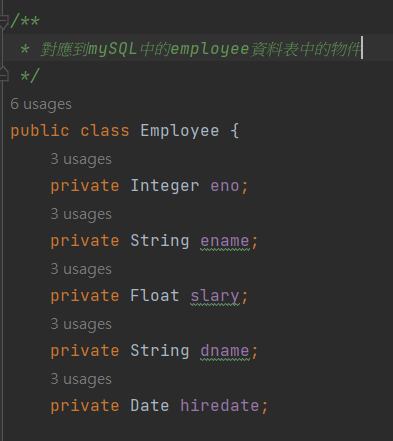 /**
* 對應到mySQL中的employee資料表中的物件
*/
6 usages
public class Employee {
3 usages
private Integer eno;
3 usages
private String ename;
3 usages
private Float slary;
3 usages
private String dname;
3 usages
private Date hiredate;